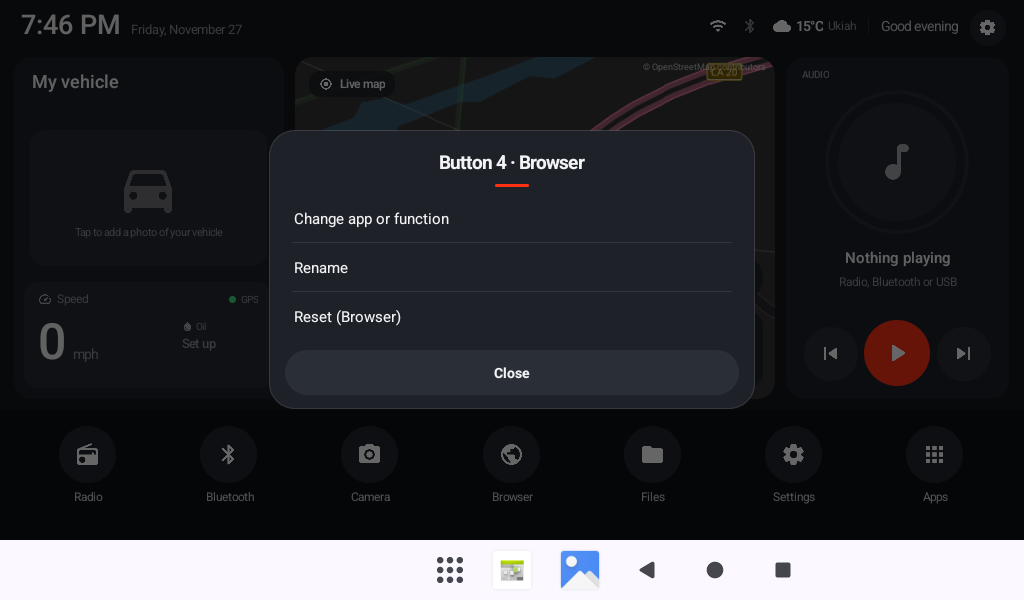 7:46 PM Friday, November 27
15°C Ukiah Good evening
My vehicle
Live map
© OpenStreetMap contributors
CA 20
AUDIO
Button 4 · Browser
Change app or function
Rename
Reset (Browser)
Close
Tap to add a photo of your vehicle
Speed GPS
0 mph
Oil
Set up
Nothing playing
Radio, Bluetooth or USB
Radio Bluetooth Camera Browser Files Settings Apps